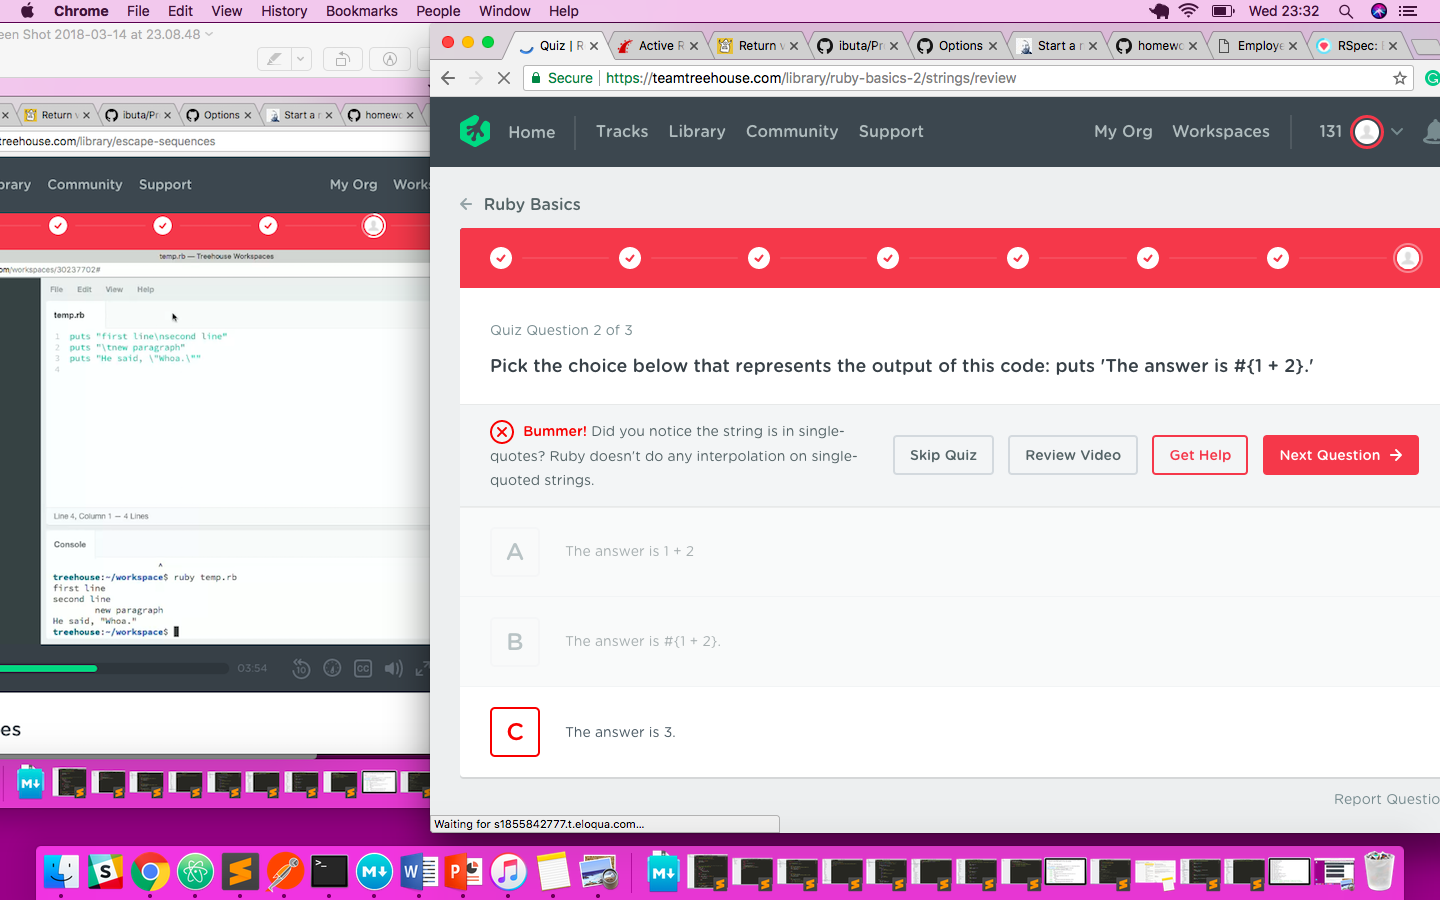 Chrome File Edit View History Bookmarks People Window Help Wed 23:32
een Shot 2018-03-14 at 23.08.48
Return v ibuta/Pr Options Start a r homewo
treehouse.com/library/escape-sequences
brary Community Support My Org Works
temp.rb — Treehouse Workspaces
om/workspaces/30237702#
File Edit View Help
temp.rb
1 puts "first line\nsecond line"
2 puts "\tnew paragraph"
3 puts "He said, \"Whoa.\""
4
Line 4, Column 1 — 4 Lines
Console
^
treehouse:~/workspace$ ruby temp.rb
first line
second line
new paragraph
He said, "Whoa."
treehouse:~/workspace$
10 CC
03:54
es
Quiz | R Active R Return v ibuta/Pr Options Start a r homewo Employe RSpec: E
Secure https://teamtreehouse.com/library/ruby-basics-2/strings/review
Home Tracks Library Community Support My Org Workspaces 131
Ruby Basics
Quiz Question 2 of 3
Pick the choice below that represents the output of this code: puts 'The answer is #{1 + 2}.'
Bummer! Did you notice the string is in single-
quotes? Ruby doesn't do any interpolation on single-
quoted strings.
Skip Quiz Review Video Get Help Next Question
A The answer is 1 + 2
B The answer is #{1 + 2}.
C The answer is 3.
Report Questio
Waiting for s1855842777.t.eloqua.com...